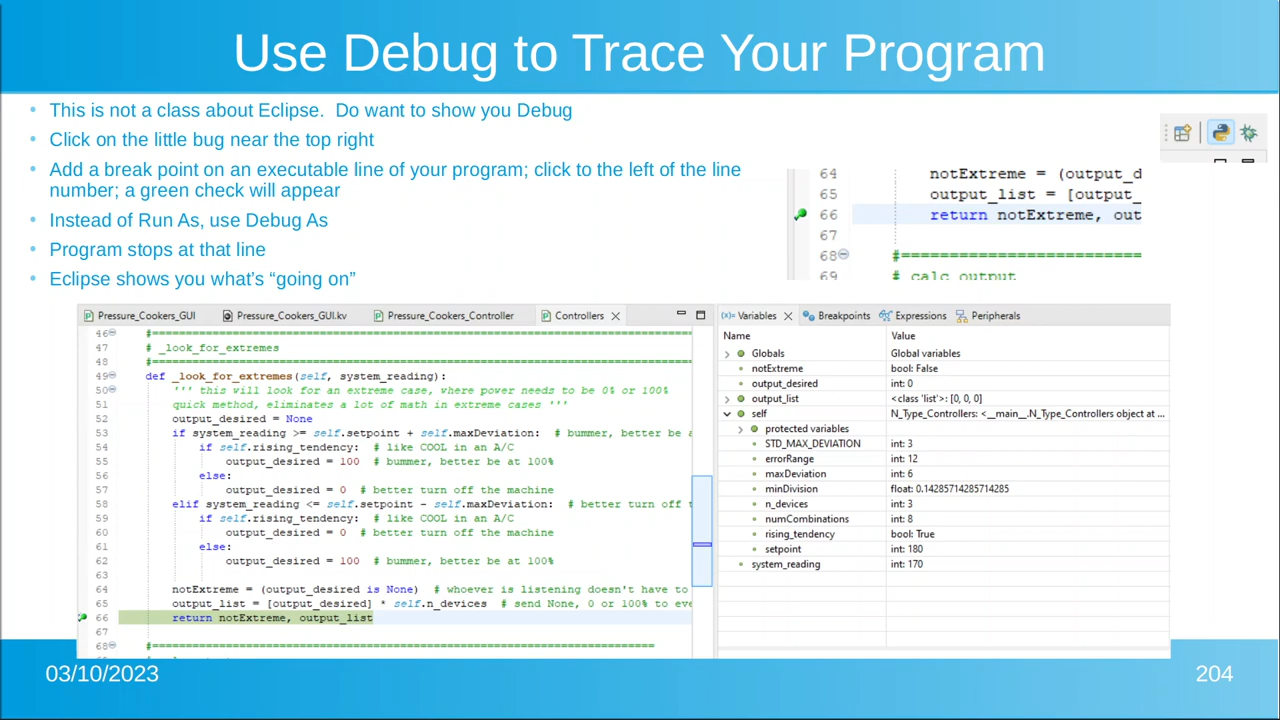 Use Debug to Trace Your Program
• This is not a class about Eclipse.  Do want to show you Debug
• Click on the little bug near the top right
• Add a break point on an executable line of your program; click to the left of the line
number; a green check will appear
• Instead of Run As, use Debug As
• Program stops at that line
• Eclipse shows you what's “going on”
64 notExtreme = (output_d
65 output_list = [output_
66 return notExtreme, out
67
68 #==========================
69 # calc output
Pressure_Cookers_GUI Pressure_Cookers_GUI.kv Pressure_Cookers_Controller Controllers
46 #==========================================================
47 # _look_for_extremes
48 #==========================================================
49 def _look_for_extremes(self, system_reading):
50 ''' this will look for an extreme case, where power needs to be 0% or 100%
51 quick method, eliminates a lot of math in extreme cases '''
52 output_desired = None
53 if system_reading >= self.setpoint + self.maxDeviation:  # bummer, better be a
54 if self.rising_tendency:  # like COOL in an A/C
55 output_desired = 100  # bummer, better be at 100%
56 else:
57 output_desired = 0  # better turn off the machine
58 elif system_reading <= self.setpoint - self.maxDeviation:  # better turn off t
59 if self.rising_tendency:  # like COOL in an A/C
60 output_desired = 0  # better turn off the machine
61 else:
62 output_desired = 100  # bummer, better be at 100%
63
64 notExtreme = (output_desired is None)  # whoever is listening doesn't have to
65 output_list = [output_desired] * self.n_devices  # send None, 0 or 100% to eve
66 return notExtreme, output_list
67
68 #==========================================================
(x)= Variables Breakpoints Expressions Peripherals
Name Value
Globals Global variables
notExtreme bool: False
output_desired int: 0
output_list <class 'list'>: [0, 0, 0]
self N_Type_Controllers: <__main__.N_Type_Controllers object at ...
protected variables
STD_MAX_DEVIATION int: 3
errorRange int: 12
maxDeviation int: 6
minDivision float: 0.14285714285714285
n_devices int: 3
numCombinations int: 8
rising_tendency bool: True
setpoint int: 180
system_reading int: 170
03/10/2023
204